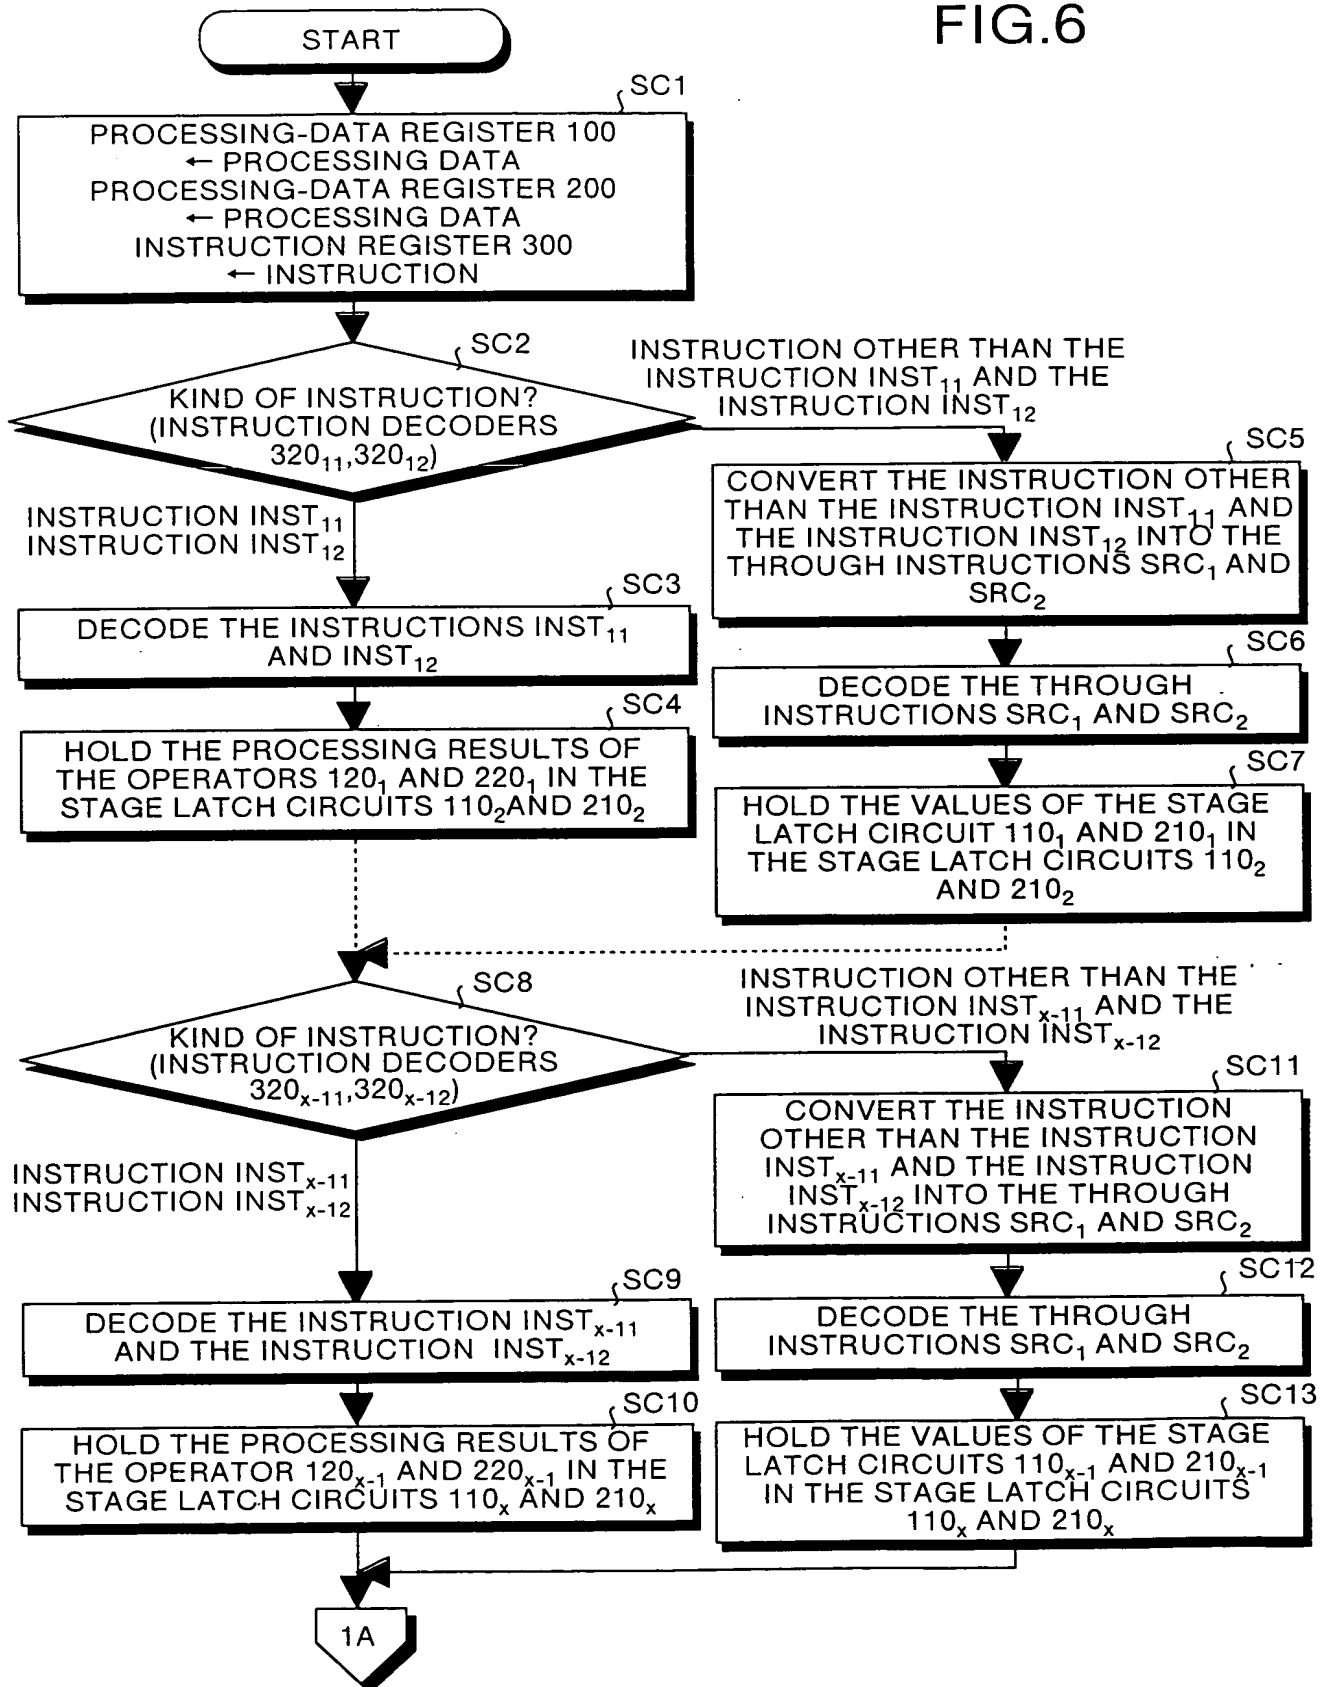 FIG.6
START
SC1
PROCESSING-DATA REGISTER 100
← PROCESSING DATA
PROCESSING-DATA REGISTER 200
← PROCESSING DATA
INSTRUCTION REGISTER 300
← INSTRUCTION
SC2
KIND OF INSTRUCTION?
(INSTRUCTION DECODERS
320₁₁,320₁₂)
INSTRUCTION OTHER THAN THE
INSTRUCTION INST₁₁ AND THE
INSTRUCTION INST₁₂
INSTRUCTION INST₁₁
INSTRUCTION INST₁₂
SC3
DECODE THE INSTRUCTIONS INST₁₁
AND INST₁₂
SC4
HOLD THE PROCESSING RESULTS OF
THE OPERATORS 120₁ AND 220₁ IN THE
STAGE LATCH CIRCUITS 110₂AND 210₂
SC5
CONVERT THE INSTRUCTION OTHER
THAN THE INSTRUCTION INST₁₁ AND
THE INSTRUCTION INST₁₂ INTO THE
THROUGH INSTRUCTIONS SRC₁ AND
SRC₂
SC6
DECODE THE THROUGH
INSTRUCTIONS SRC₁ AND SRC₂
SC7
HOLD THE VALUES OF THE STAGE
LATCH CIRCUIT 110₁ AND 210₁ IN
THE STAGE LATCH CIRCUITS 110₂
AND 210₂
SC8
KIND OF INSTRUCTION?
(INSTRUCTION DECODERS
320ₓ₋₁₁,320ₓ₋₁₂)
INSTRUCTION OTHER THAN THE
INSTRUCTION INSTₓ₋₁₁ AND THE
INSTRUCTION INSTₓ₋₁₂
INSTRUCTION INSTₓ₋₁₁
INSTRUCTION INSTₓ₋₁₂
SC9
DECODE THE INSTRUCTION INSTₓ₋₁₁
AND THE INSTRUCTION INSTₓ₋₁₂
SC10
HOLD THE PROCESSING RESULTS OF
THE OPERATOR 120ₓ₋₁ AND 220ₓ₋₁ IN THE
STAGE LATCH CIRCUITS 110ₓ AND 210ₓ
SC11
CONVERT THE INSTRUCTION
OTHER THAN THE INSTRUCTION
INSTₓ₋₁₁ AND THE INSTRUCTION
INSTₓ₋₁₂ INTO THE THROUGH
INSTRUCTIONS SRC₁ AND SRC₂
SC12
DECODE THE THROUGH
INSTRUCTIONS SRC₁ AND SRC₂
SC13
HOLD THE VALUES OF THE STAGE
LATCH CIRCUITS 110ₓ₋₁ AND 210ₓ₋₁
IN THE STAGE LATCH CIRCUITS
110ₓ AND 210ₓ
1A